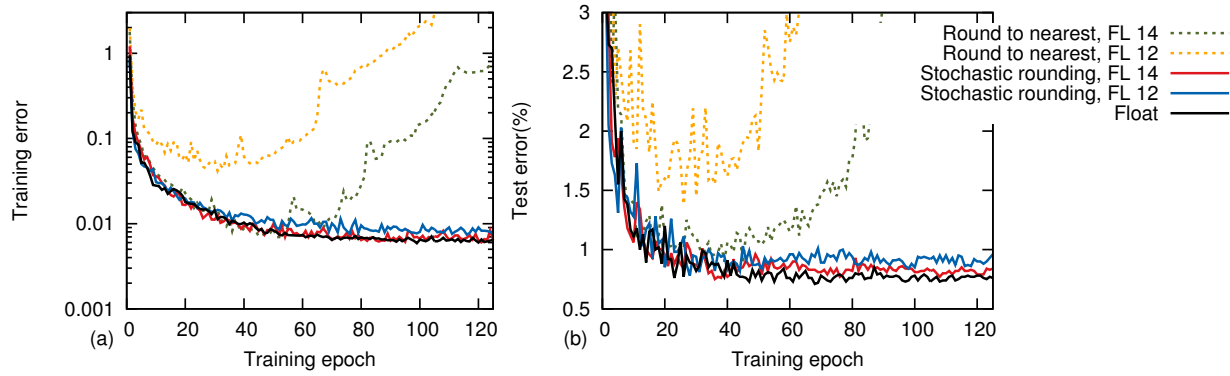 Training error
1
0.1
0.01
0.001
0 20 40 60 80 100 120
(a)
Training epoch
Test error(%)
3
2.5
2
1.5
1
0.5
0 20 40 60 80 100 120
(b)
Training epoch
Round to nearest, FL 14
Round to nearest, FL 12
Stochastic rounding, FL 14
Stochastic rounding, FL 12
Float